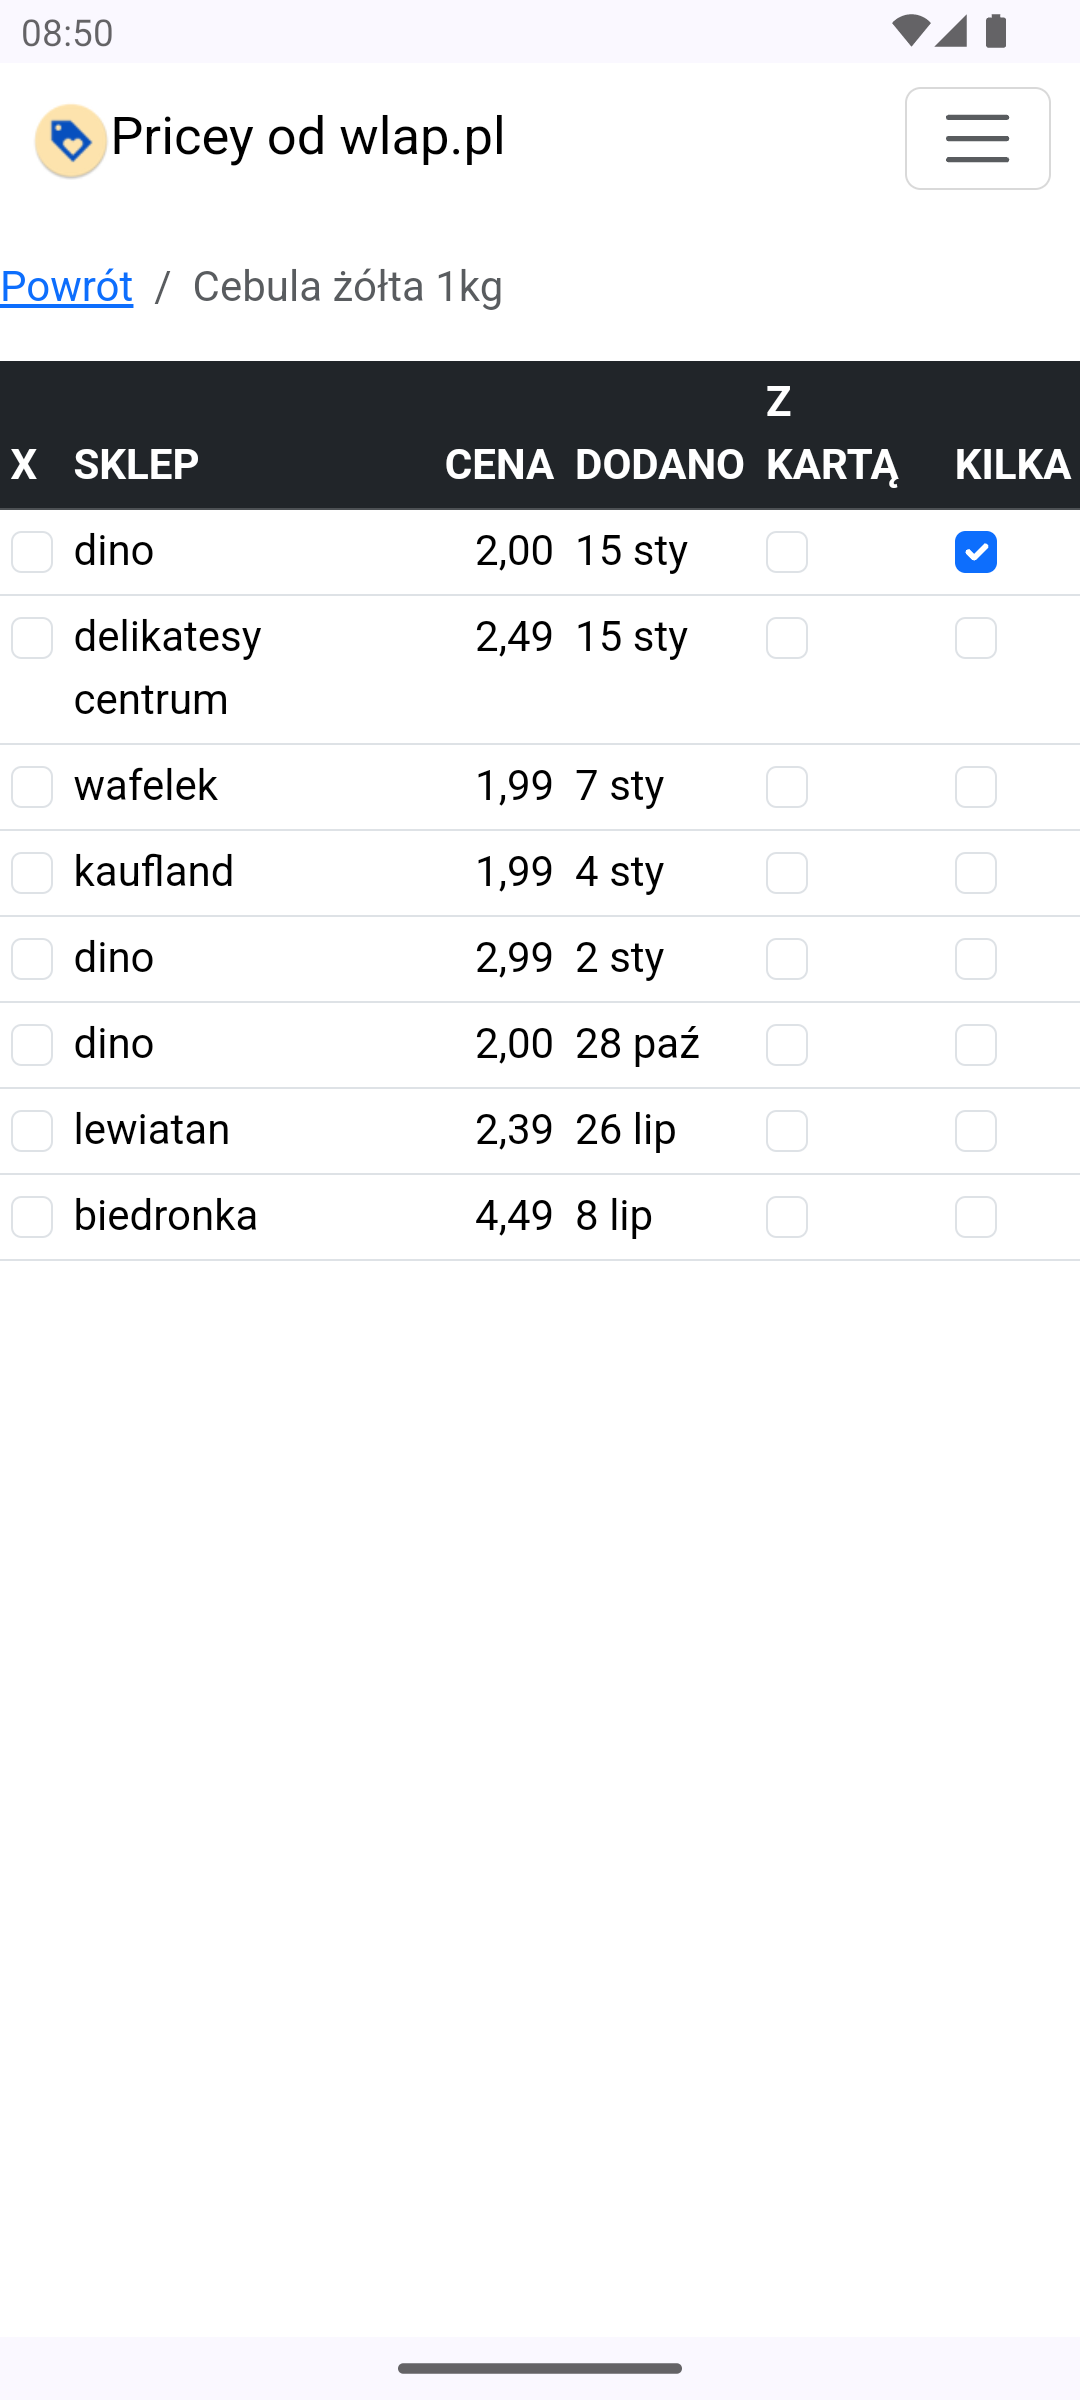 08:50
Pricey od wlap.pl
Powrót / Cebula żółta 1kg
X SKLEP CENA DODANO Z KARTĄ KILKA
dino 2,00 15 sty
delikatesy centrum 2,49 15 sty
wafelek 1,99 7 sty
kaufland 1,99 4 sty
dino 2,99 2 sty
dino 2,00 28 paź
lewiatan 2,39 26 lip
biedronka 4,49 8 lip